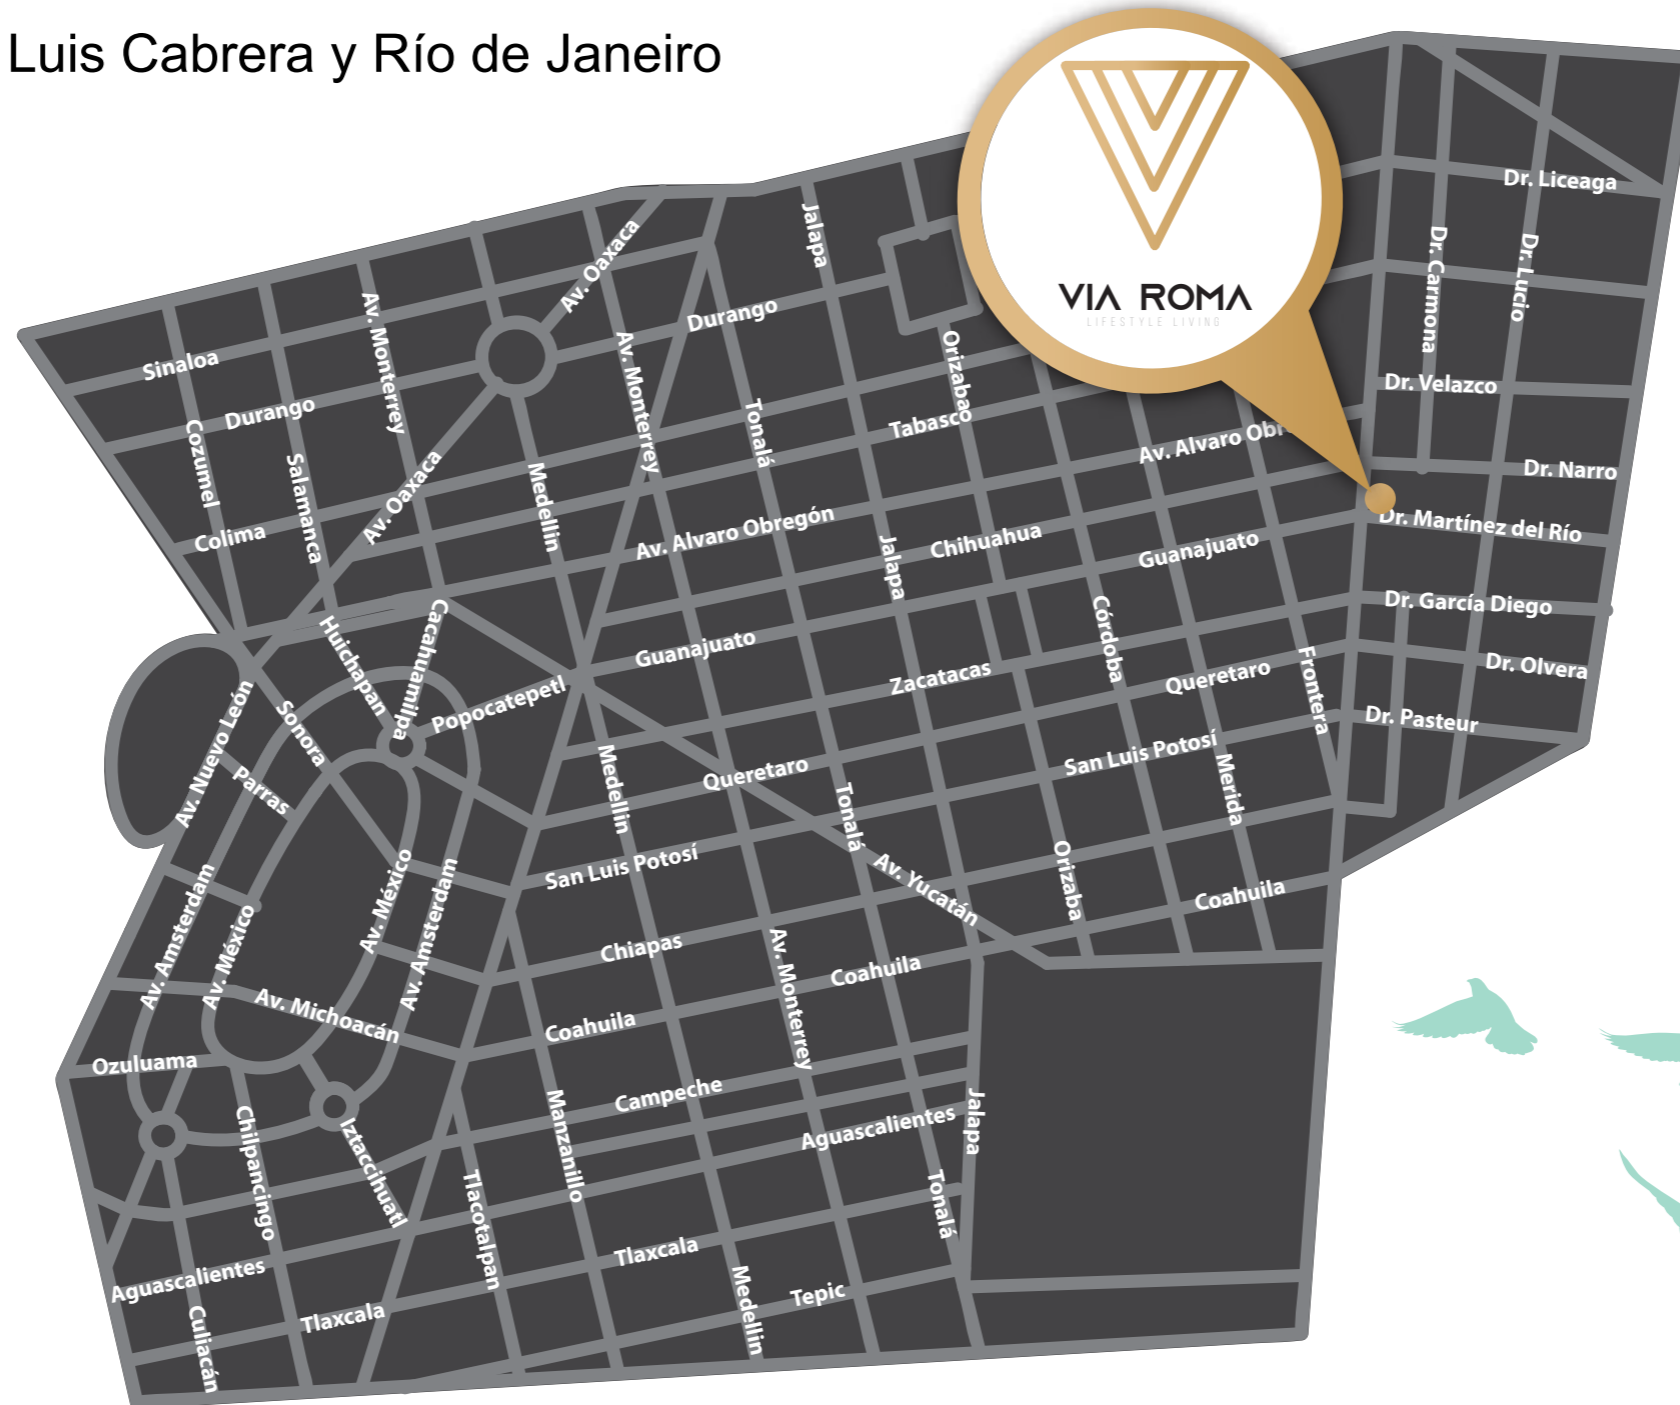 Luis Cabrera y Río de Janeiro
VIA ROMA
LIFESTYLE LIVING
Dr. Liceaga
Dr. Carmona
Dr. Lucio
Jalapa
Av. Oaxaca
Av. Monterrey
Durango
Sinaloa
Av. Monterrey
Orizaba
Dr. Velazco
Durango
Tabasco
Tonalá
Cozumel
Av. Alvaro Obr
Salamanca
Av. Oaxaca
Medellin
Dr. Narro
Colima
Av. Alvaro Obregón
Dr. Martínez del Río
Chihuahua
Jalapa
Guanajuato
Dr. García Diego
Huichapan
Cacahuamilpa
Guanajuato
Córdoba
Dr. Olvera
Zacatacas
Queretaro
Frontera
Popocatepetl
Sonora
Av. Nuevo León
Dr. Pasteur
Parras
Medellin
Queretaro
San Luis Potosí
Merida
Tonalá
San Luis Potosí
Av. Yucatán
Orizaba
Coahuila
Av. Amsterdam
Av. México
Av. México
Av. Amsterdan
Chiapas
Av. Monterrey
Coahuila
Av. Michoacán
Coahuila
Ozuluama
Campeche
Manzanillo
Aguascalientes
Jalapa
Chilpancingo
Iztaccihuatl
Tlacotalpan
Tonalá
Tlaxcala
Aguascalientes
Medellin
Tepic
Tlaxcala
Culiacán